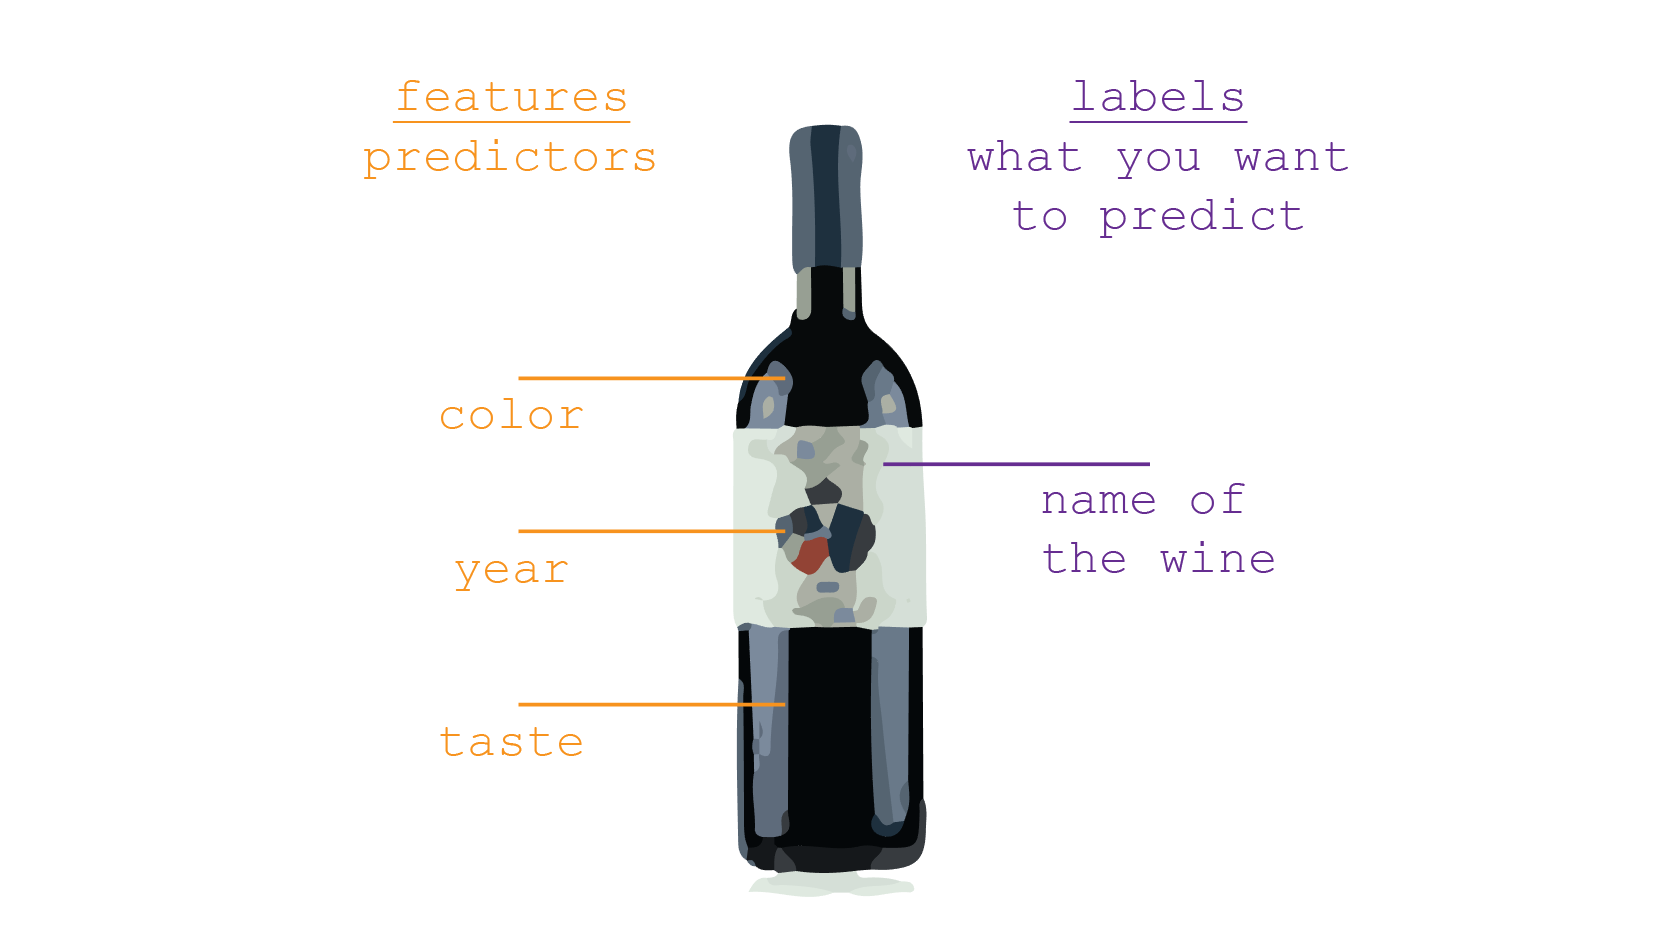 features
predictors
labels
what you want
to predict
color
year
taste
name of
the wine